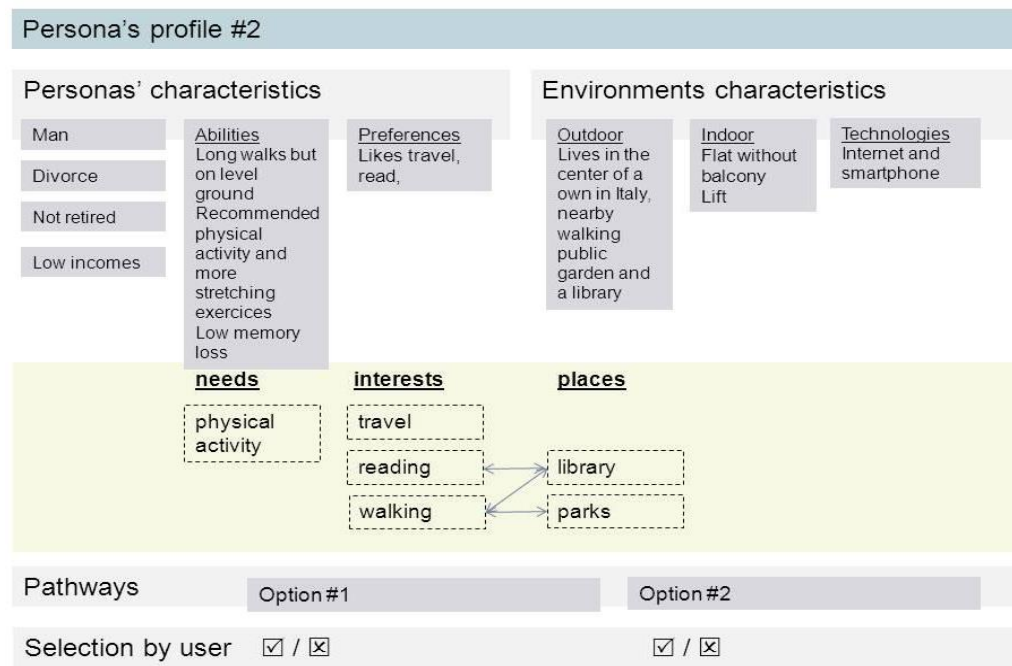 Persona's profile #2
Personas' characteristics
Man
Divorce
Not retired
Low incomes
Abilities
Long walks but
on level
ground
Recommended
physical
activity and
more
stretching
exercices
Low memory
loss
Preferences
Likes travel,
read,
Environments characteristics
Outdoor
Lives in the
center of a
own in Italy,
nearby
walking
public
garden and
a library
Indoor
Flat without
balcony
Lift
Technologies
Internet and
smartphone
needs
physical
activity
interests
travel
reading
walking
places
library
parks
Pathways
Option #1
Option #2
Selection by user
☑ / ☒
☑ / ☒